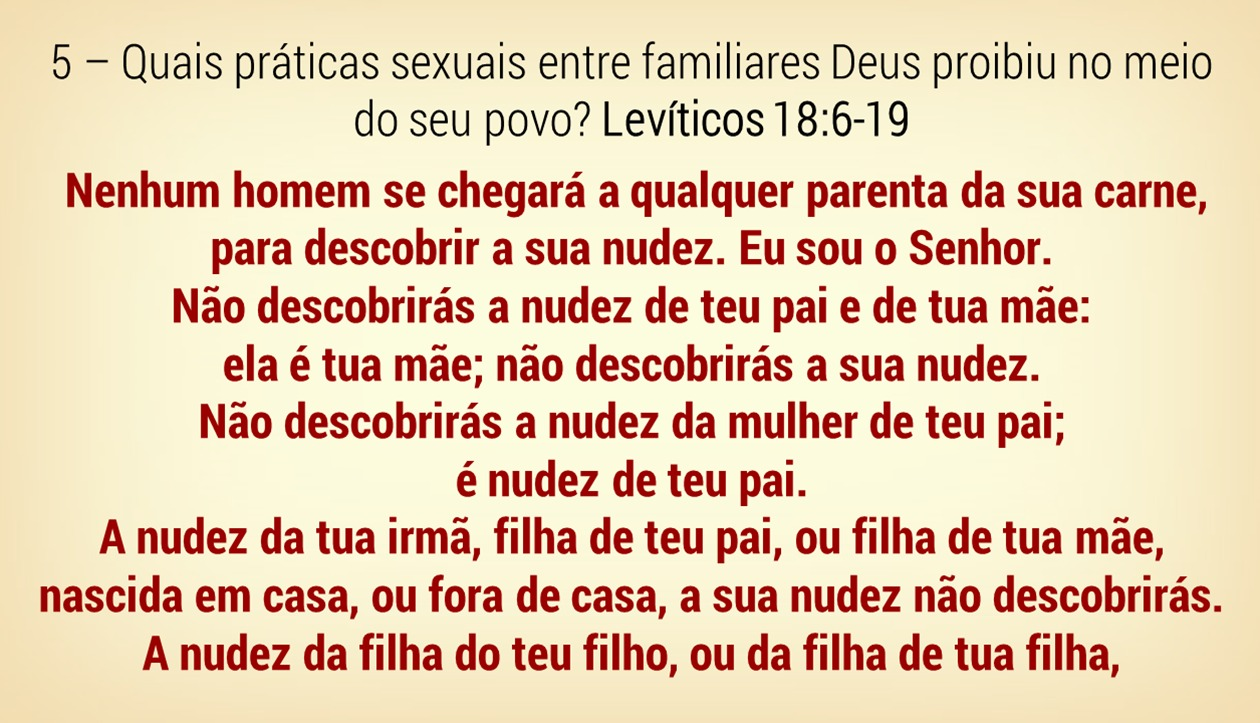 5 – Quais práticas sexuais entre familiares Deus proibiu no meio
do seu povo? Levíticos 18:6-19
Nenhum homem se chegará a qualquer parenta da sua carne,
para descobrir a sua nudez. Eu sou o Senhor.
Não descobrirás a nudez de teu pai e de tua mãe:
ela é tua mãe; não descobrirás a sua nudez.
Não descobrirás a nudez da mulher de teu pai;
é nudez de teu pai.
A nudez da tua irmã, filha de teu pai, ou filha de tua mãe,
nascida em casa, ou fora de casa, a sua nudez não descobrirás.
A nudez da filha do teu filho, ou da filha de tua filha,